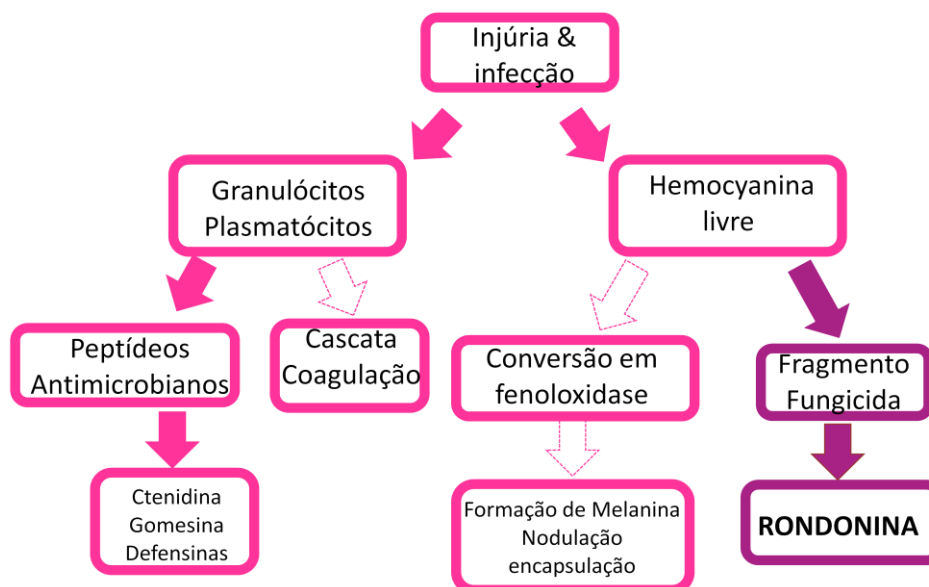 Injúria &
infecção
Granulócitos
Plasmatócitos
Hemocyanina
livre
Peptídeos
Antimicrobianos
Cascata
Coagulação
Conversão em
fenoloxidase
Fragmento
Fungicida
Ctenidina
Gomesina
Defensinas
Formação de Melanina
Nodulação
encapsulação
RONDONINA